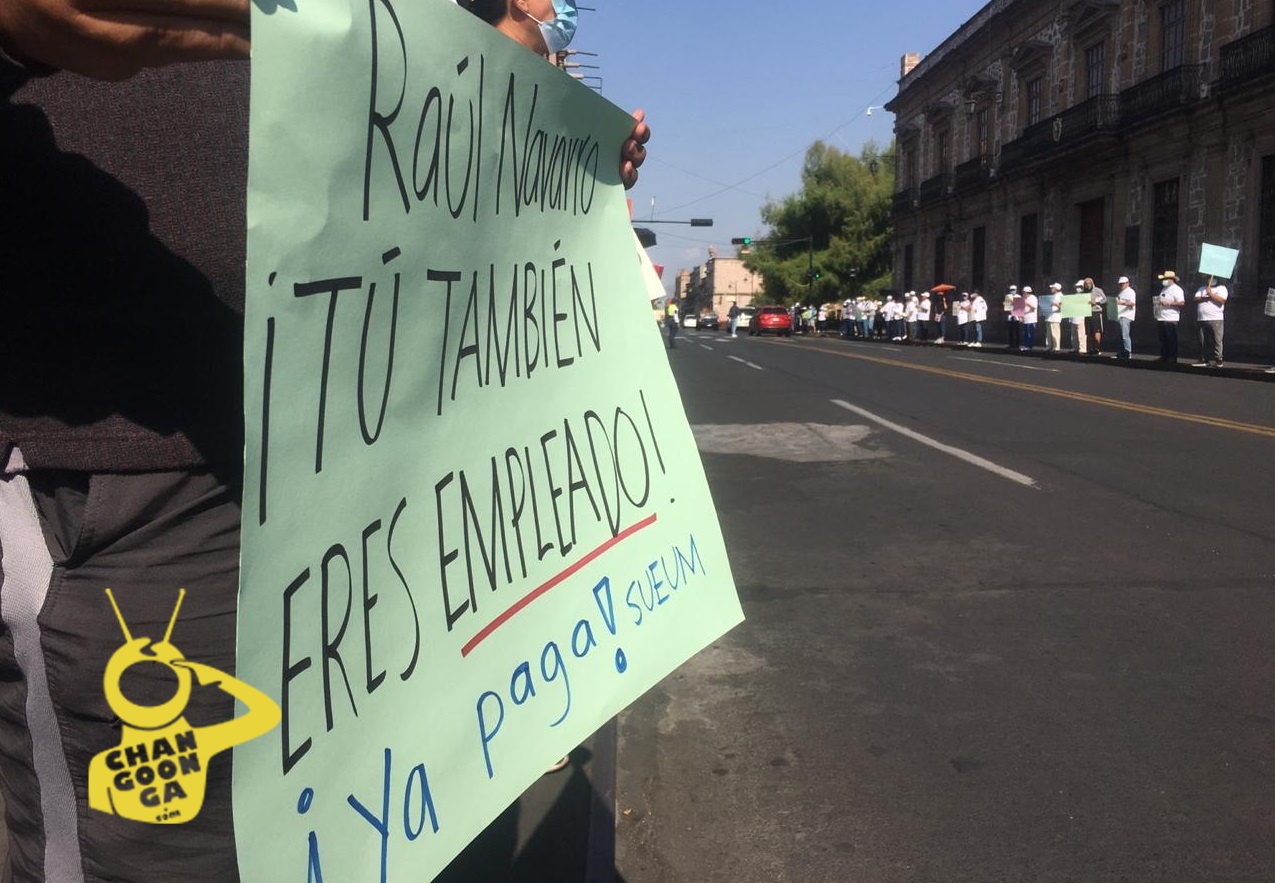 Raúl Navarro
¡TÚ TAMBIÉN
ERES EMPLEADO!
¡Ya paga! SUEUM
CHAN
GOON
GA
.com